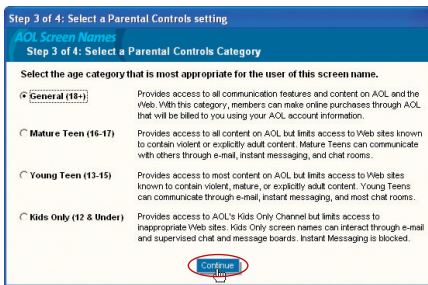 Step 3 of 4: Select a Parental Controls setting
AOL Screen Names
Step 3 of 4: Select a Parental Controls Category
Select the age category that is most appropriate for the user of this screen name.
General (18+)
Provides access to all communication features and content on AOL and the
Web. With this category, members can make online purchases through AOL
that will be billed to you using your AOL account information.
Mature Teen (16-17)
Provides access to all content on AOL but limits access to Web sites known
to contain violent or explicitly adult content. Mature Teens can communicate
with others through e-mail, instant messaging, and chat rooms.
Young Teen (13-15)
Provides access to most content on AOL but limits access to Web sites
known to contain violent, mature, or explicitly adult content. Young Teens
can communicate through e-mail, instant messaging, and most chat rooms.
Kids Only (12 & Under)
Provides access to AOL's Kids Only Channel but limits access to
inappropriate Web sites. Kids Only screen names can interact through e-mail
and supervised chat and message boards. Instant Messaging is blocked.
Continue